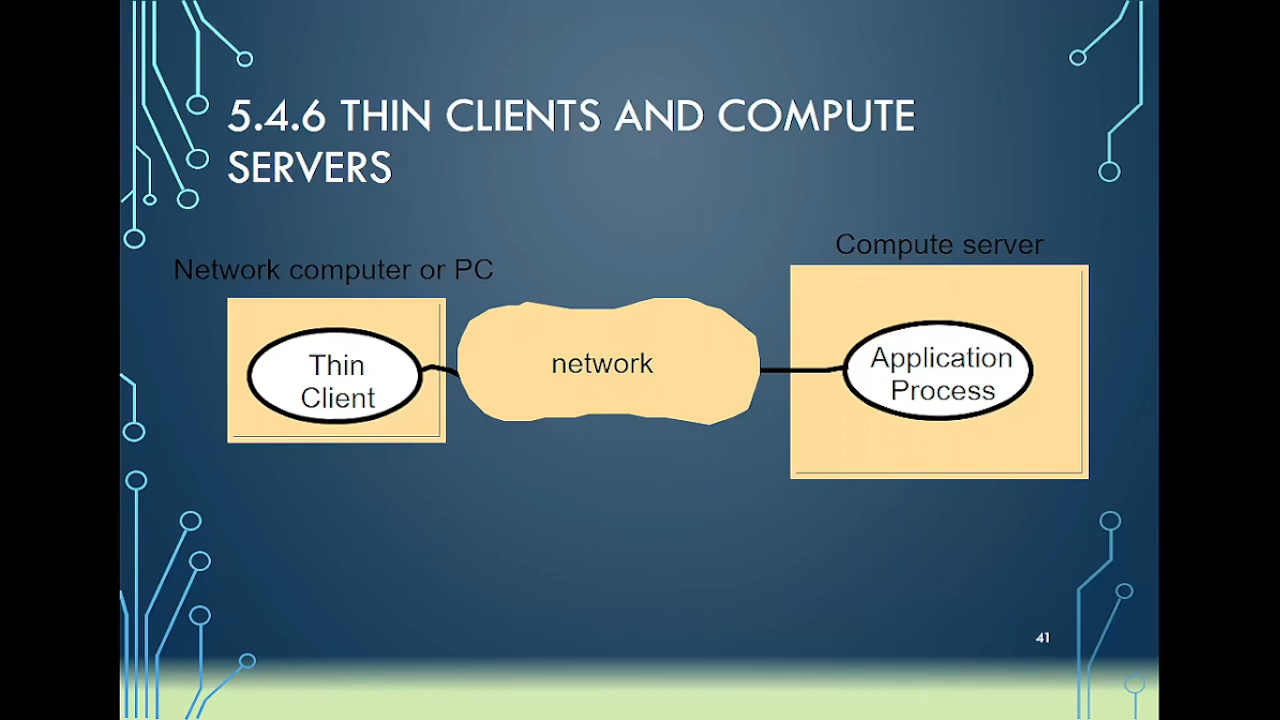 5.4.6 THIN CLIENTS AND COMPUTE
SERVERS
Compute server
Network computer or PC
Thin
Client
network
Application
Process
41